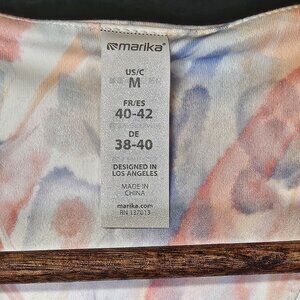 marika®
US/C
M
FR/ES
40-42
DE
38-40
DESIGNED IN
LOS ANGELES
MADE IN
CHINA
marika.com
RN 137013